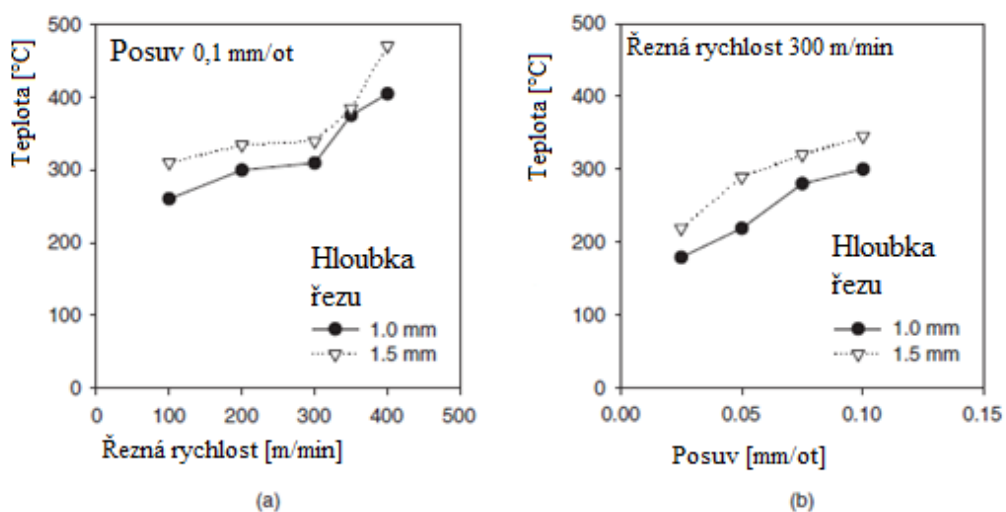 500
400
300
200
100
0
Teplota [°C]
Posuv 0,1 mm/ot
Hloubka
řezu
1.0 mm
1.5 mm
0 100 200 300 400 500
Řezná rychlost [m/min]
(a)
500
400
300
200
100
0
Teplota [°C]
Řezná rychlost 300 m/min
Hloubka
řezu
1.0 mm
1.5 mm
0.00 0.05 0.10 0.15
Posuv [mm/ot]
(b)